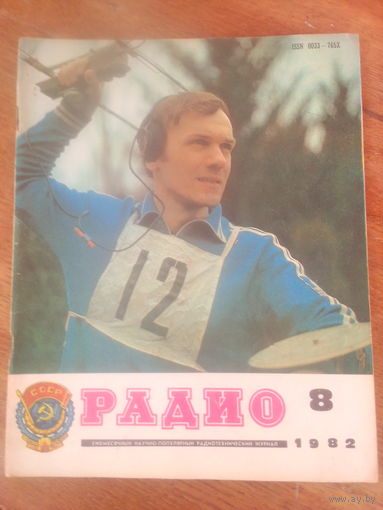 ISSN 0033—765X
12
СССР
РАДИО 8
ЕЖЕМЕСЯЧНЫЙ НАУЧНО-ПОПУЛЯРНЫЙ РАДИОТЕХНИЧЕСКИЙ ЖУРНАЛ 1982
www.ay.by